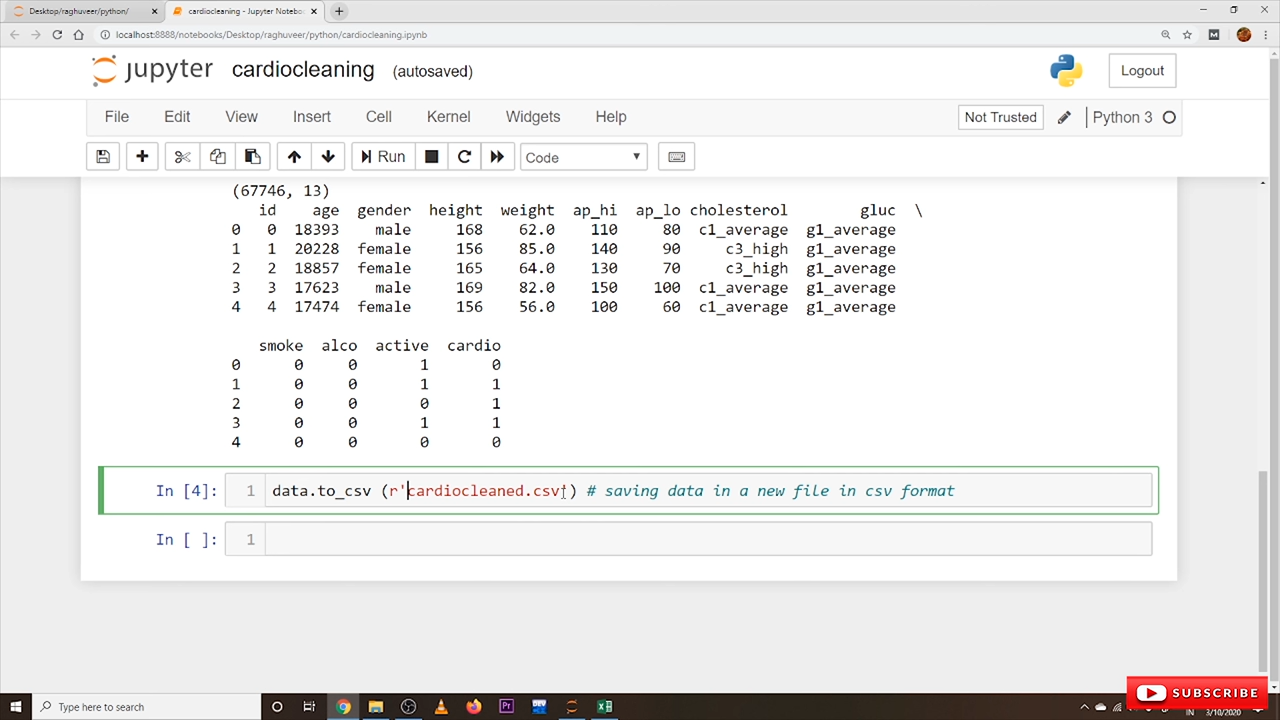 Desktop/raghuveer/python/
cardiocleaning - Jupyter Notebo
localhost:8888/notebooks/Desktop/raghuveer/python/cardiocleaning.ipynb
jupyter cardiocleaning (autosaved)
Logout
File Edit View Insert Cell Kernel Widgets Help
Not Trusted
Python 3
Run
Code
(67746, 13)
id age gender height weight ap_hi ap_lo cholesterol gluc \
0 0 18393 male 168 62.0 110 80 c1_average g1_average
1 1 20228 female 156 85.0 140 90 c3_high g1_average
2 2 18857 female 165 64.0 130 70 c3_high g1_average
3 3 17623 male 169 82.0 150 100 c1_average g1_average
4 4 17474 female 156 56.0 100 60 c1_average g1_average
smoke alco active cardio
0 0 0 1 0
1 0 0 1 1
2 0 0 0 1
3 0 0 1 1
4 0 0 0 0
In [4]: 1 data.to_csv (r'cardiocleaned.csv') # saving data in a new file in csv format
In [ ]: 1
SUBSCRIBE
Type here to search
IN 3/10/2020